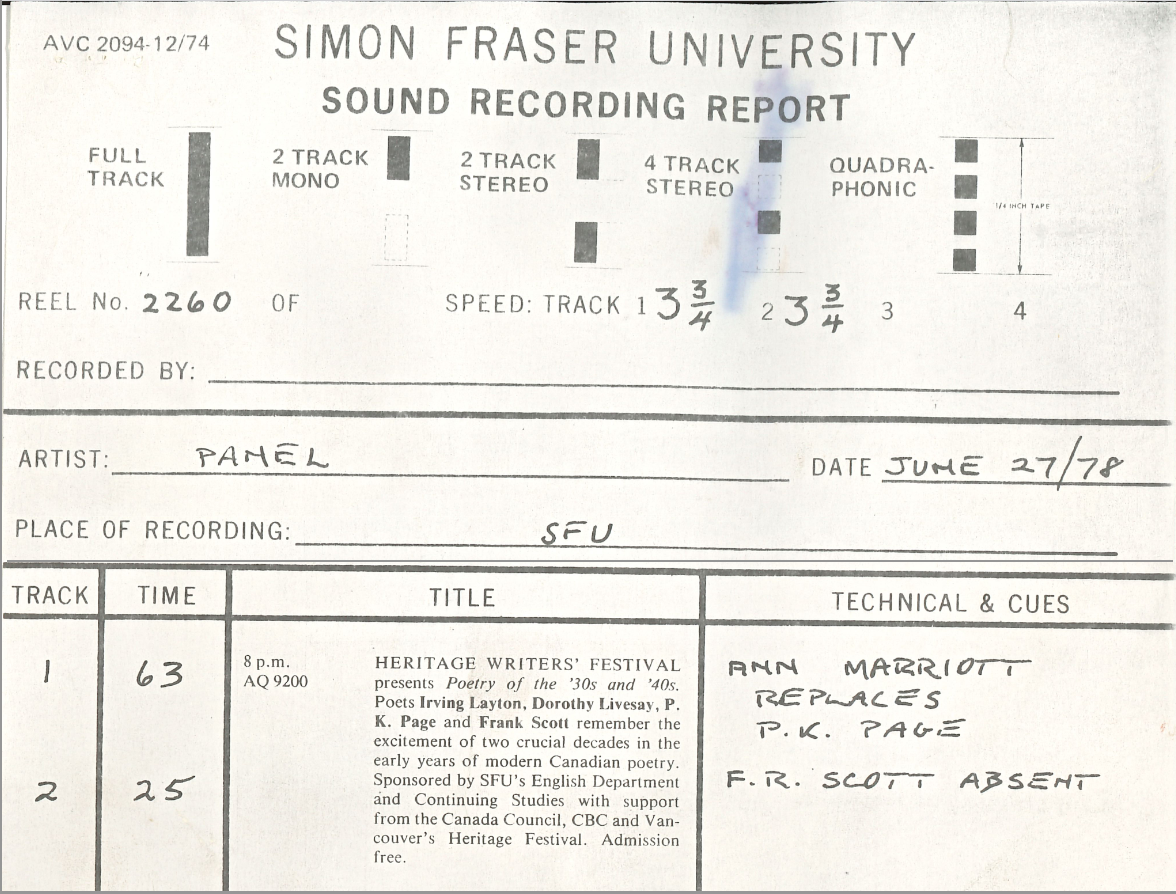 AVC 2094-12/74
SIMON FRASER UNIVERSITY
SOUND RECORDING REPORT
FULL TRACK
2 TRACK MONO
2 TRACK STEREO
4 TRACK STEREO
QUADRA-PHONIC
1/4 INCH TAPE
REEL No. 2260 OF SPEED: TRACK 1 3 3/4 2 3 3/4 3 4
RECORDED BY:
ARTIST: PANEL DATE JUNE 27/78
PLACE OF RECORDING: SFU
TRACK TIME TITLE TECHNICAL & CUES
1 63
8 p.m.
AQ 9200
HERITAGE WRITERS' FESTIVAL
presents Poetry of the '30s and '40s.
Poets Irving Layton, Dorothy Livesay, P.
K. Page and Frank Scott remember the
excitement of two crucial decades in the
early years of modern Canadian poetry.
Sponsored by SFU's English Department
and Continuing Studies with support
from the Canada Council, CBC and Van-
couver's Heritage Festival. Admission
free.
ANN MARRIOTT
REPLACES
P.K. PAGE
2 25
F.R. SCOTT ABSENT